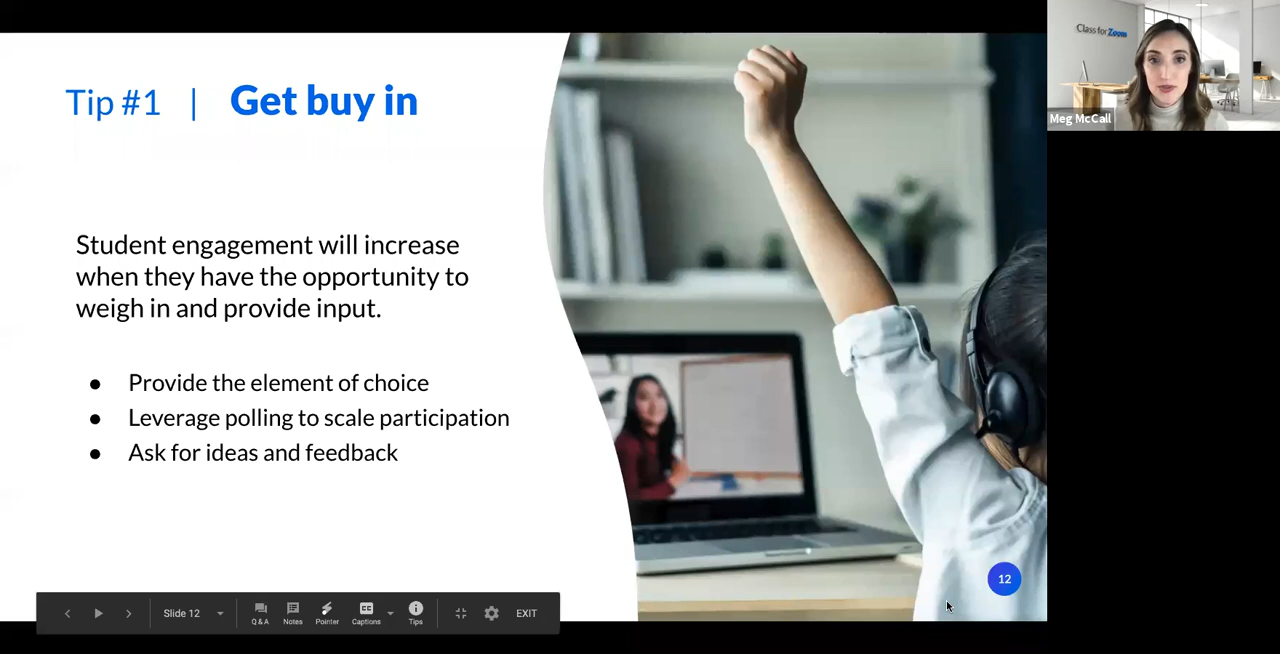 Tip #1 | Get buy in
Student engagement will increase
when they have the opportunity to
weigh in and provide input.
● Provide the element of choice
● Leverage polling to scale participation
● Ask for ideas and feedback
12
Slide 12
Q & A
Notes
Pointer
CC
Captions
Tips
EXIT
Class for Zoom
Meg McCall